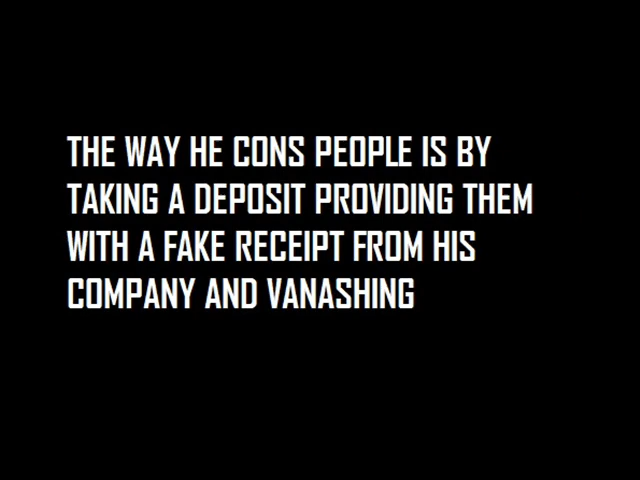 THE WAY HE CONS PEOPLE IS BY
TAKING A DEPOSIT PROVIDING THEM
WITH A FAKE RECEIPT FROM HIS
COMPANY AND VANASHING